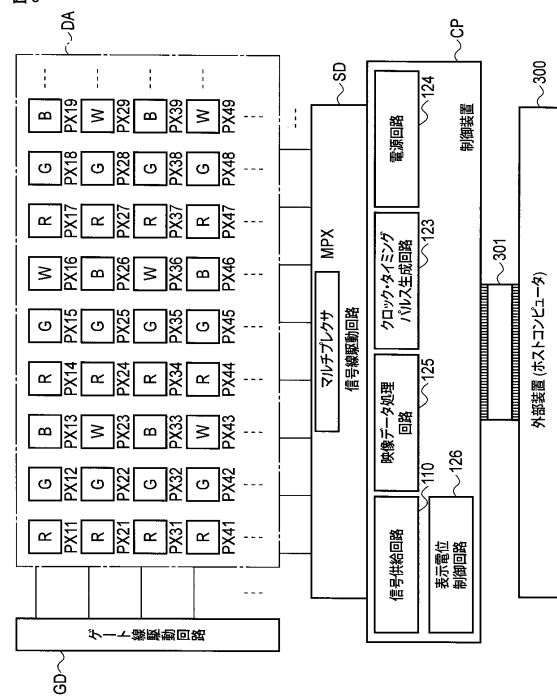 DA
R G B R G W R G B
PX11 PX12 PX13 PX14 PX15 PX16 PX17 PX18 PX19
R G W R G B R G W
PX21 PX22 PX23 PX24 PX25 PX26 PX27 PX28 PX29
R G B R G W R G B
PX31 PX32 PX33 PX34 PX35 PX36 PX37 PX38 PX39
R G W R G B R G W
PX41 PX42 PX43 PX44 PX45 PX46 PX47 PX48 PX49
GD
ゲート線駆動回路
SD
MPX
マルチプレクサ
信号線駆動回路
CP
信号供給回路
110
映像データ処理
回路
125
クロック・タイミング
パルス生成回路
123
電源回路
124
表示電位
制御回路
126
制御装置
301
外部装置 (ホストコンピュータ)
300